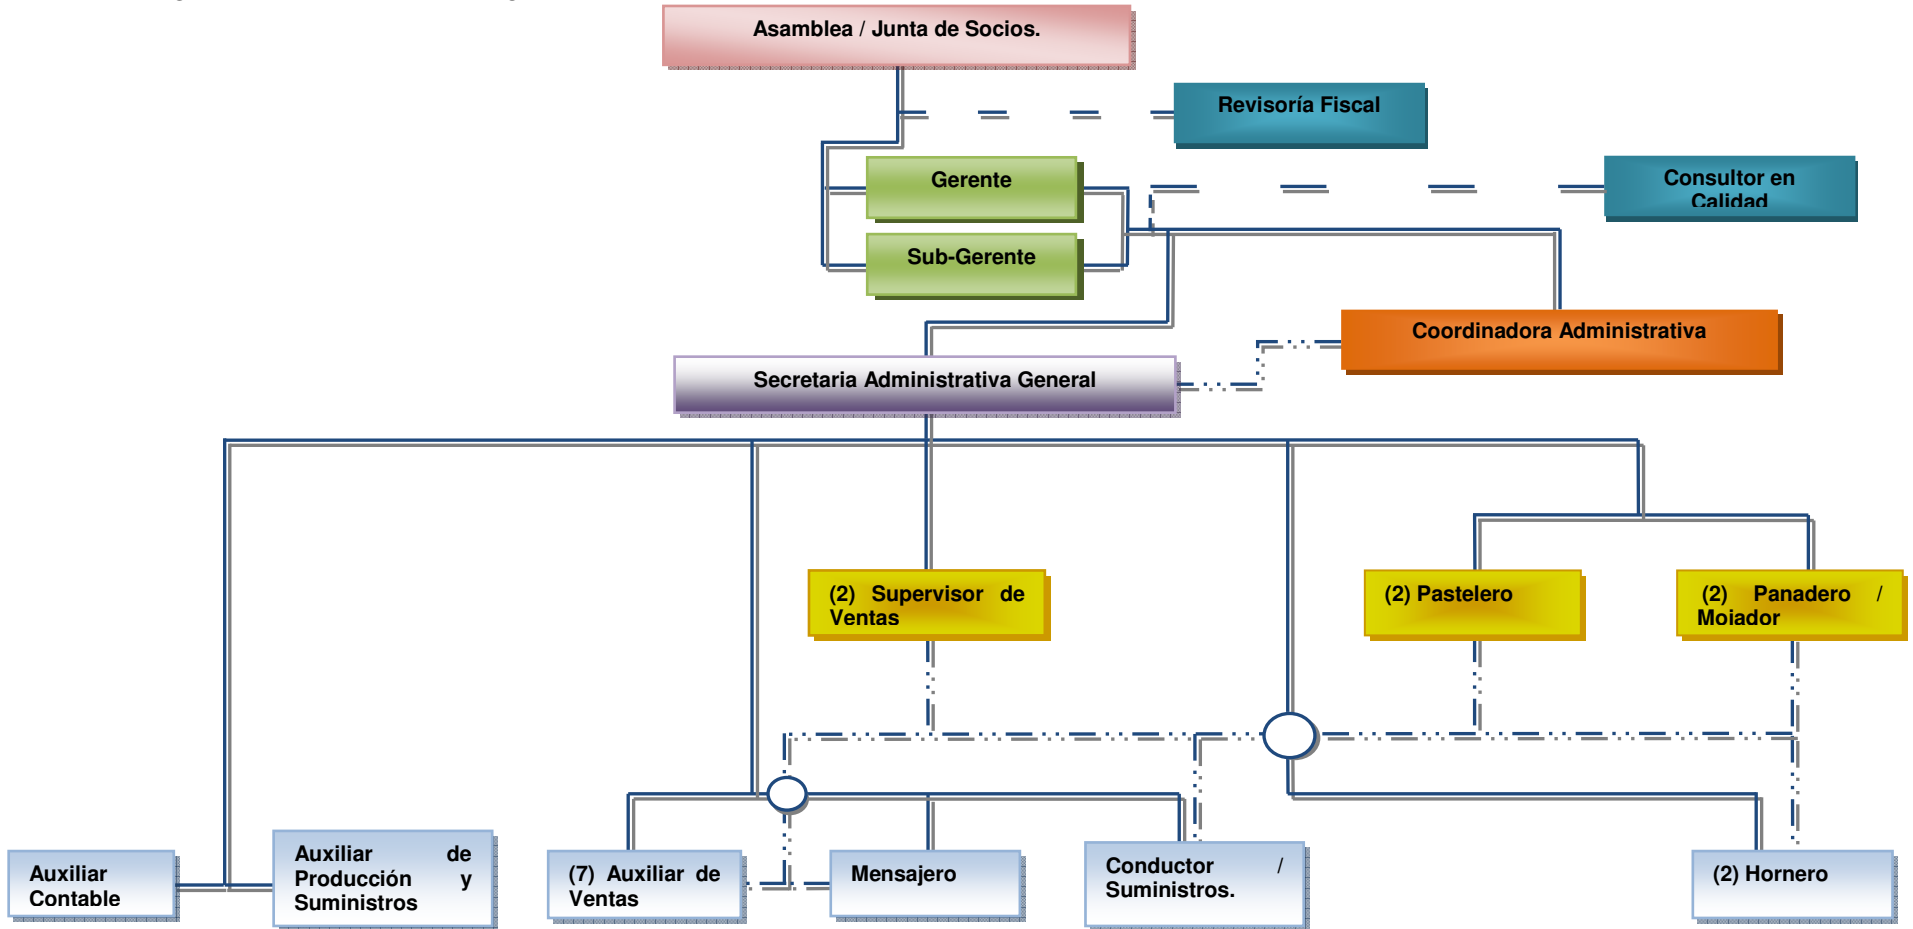 Asamblea / Junta de Socios.
Revisoría Fiscal
Gerente
Consultor en
Calidad
Sub-Gerente
Coordinadora Administrativa
Secretaria Administrativa General
(2) Supervisor de
Ventas
(2) Pastelero
(2) Panadero /
Mojador
Auxiliar
Contable
Auxiliar de
Producción y
Suministros
(7) Auxiliar de
Ventas
Mensajero
Conductor /
Suministros.
(2) Hornero